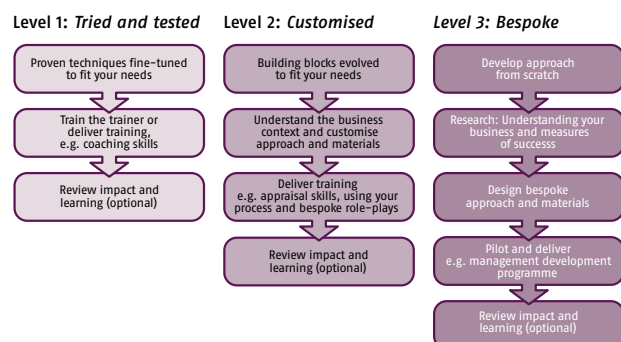 Level 1: Tried and tested
Proven techniques fine-tuned
to fit your needs
Train the trainer or
deliver training,
e.g. coaching skills
Review impact and
learning (optional)
Level 2: Customised
Building blocks evolved
to fit your needs
Understand the business
context and customise
approach and materials
Deliver training
e.g. appraisal skills, using your
process and bespoke role-plays
Review impact and
learning (optional)
Level 3: Bespoke
Develop approach
from scratch
Research: Understanding your
business and measures
of successs
Design bespoke
approach and materials
Pilot and deliver
e.g. management development
programme
Review impact and
learning (optional)